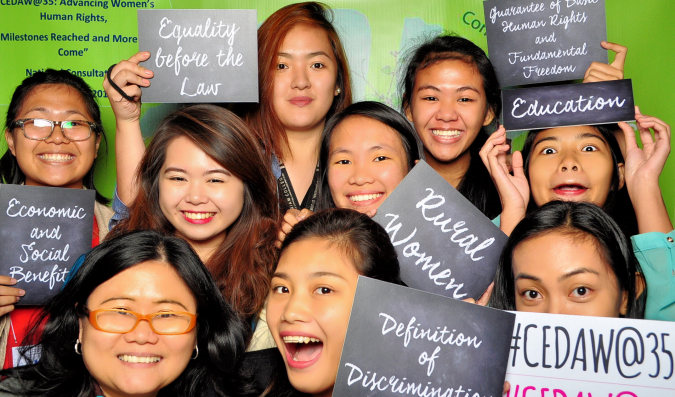 CEDAW@35: Advancing Women's
Human Rights,
Milestones Reached and More
Come"
Equality
before the
Law
Guarantee of Basic
Human Rights
and
Fundamental
Freedom
Education
Economic
and
Social
Benefit
Rural
Women
Definition
of
Discrimination
#CEDAW@35